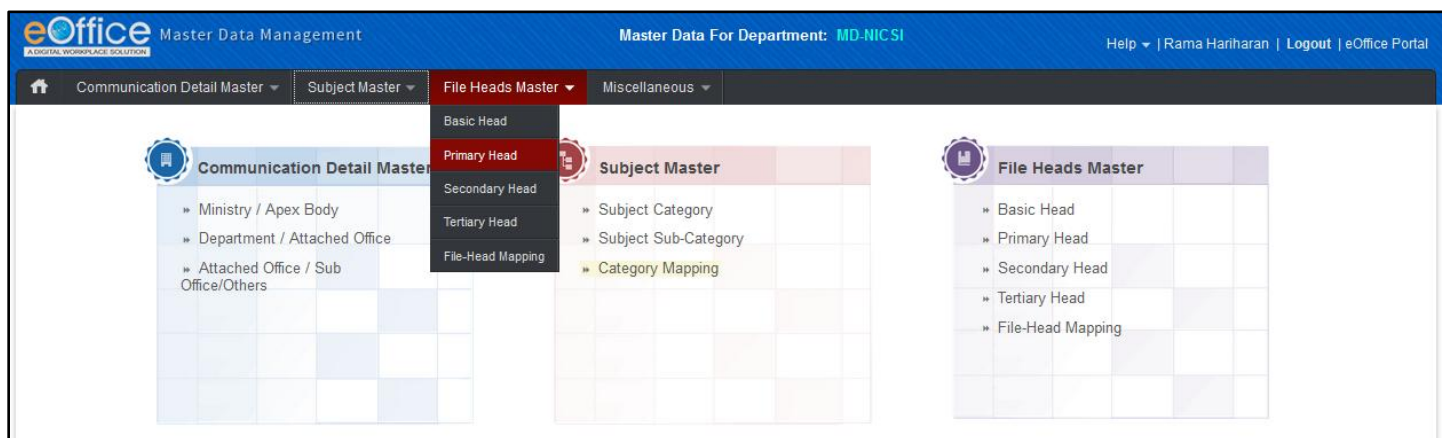 eOffice Master Data Management Master Data For Department: MD-NICSI Help | Rama Hariharan | Logout | eOffice Portal
A DIGITAL WORKPLACE SOLUTION
Communication Detail Master Subject Master File Heads Master Miscellaneous
Basic Head
Primary Head
Secondary Head
Tertiary Head
File-Head Mapping
Communication Detail Master
» Ministry / Apex Body
» Department / Attached Office
» Attached Office / Sub
Office/Others
Subject Master
» Subject Category
» Subject Sub-Category
» Category Mapping
File Heads Master
» Basic Head
» Primary Head
» Secondary Head
» Tertiary Head
» File-Head Mapping